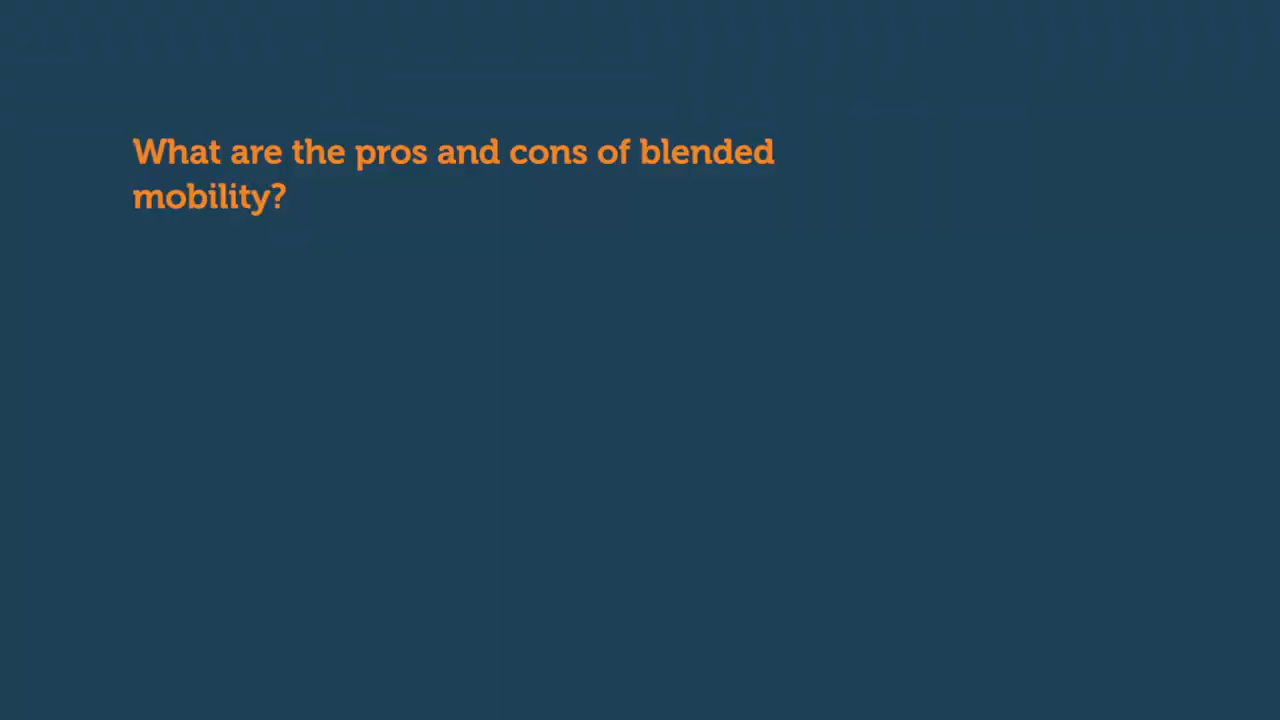 What are the pros and cons of blended
mobility?